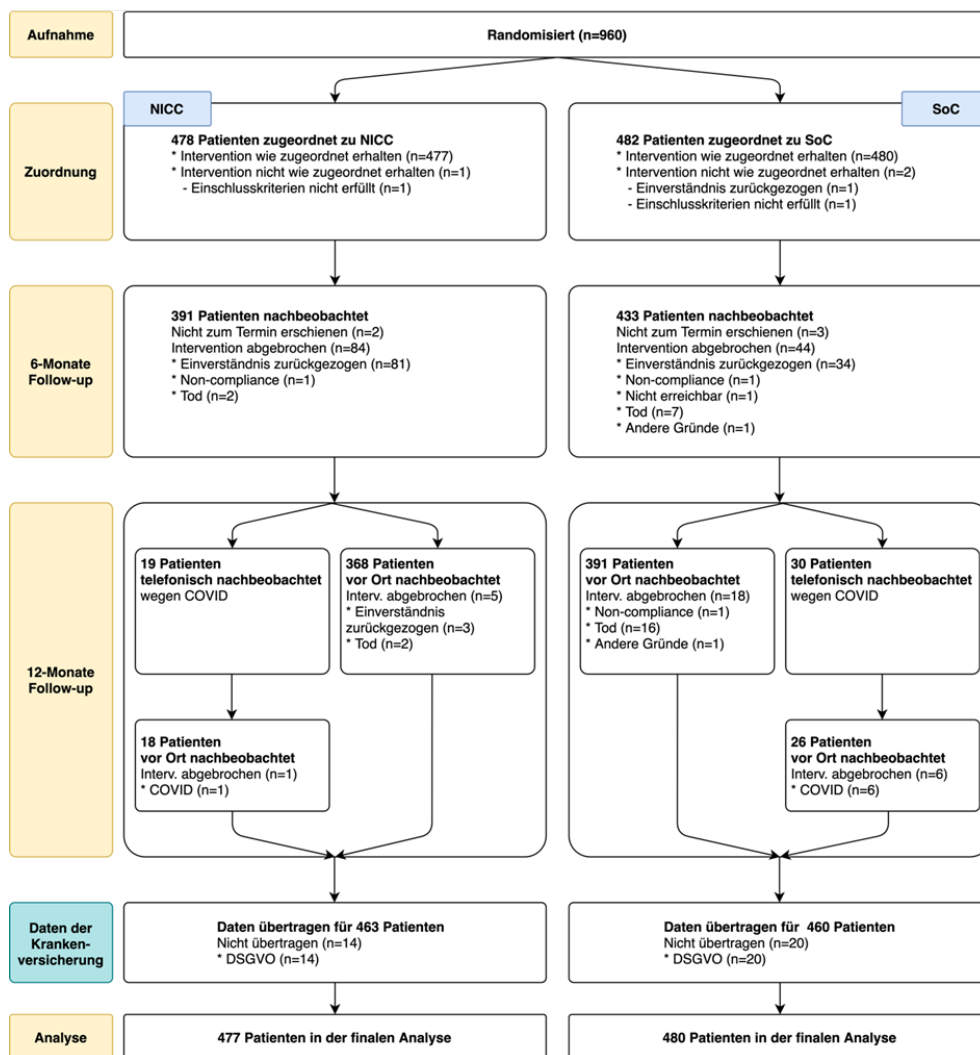 Aufnahme
Randomisiert (n=960)
Zuordnung
NICC
478 Patienten zugeordnet zu NICC
* Intervention wie zugeordnet erhalten (n=477)
* Intervention nicht wie zugeordnet erhalten (n=1)
- Einschlusskriterien nicht erfüllt (n=1)
SoC
482 Patienten zugeordnet zu SoC
* Intervention wie zugeordnet erhalten (n=480)
* Intervention nicht wie zugeordnet erhalten (n=2)
- Einverständnis zurückgezogen (n=1)
- Einschlusskriterien nicht erfüllt (n=1)
6-Monate
Follow-up
391 Patienten nachbeobachtet
Nicht zum Termin erschienen (n=2)
Intervention abgebrochen (n=84)
* Einverständnis zurückgezogen (n=81)
* Non-compliance (n=1)
* Tod (n=2)
433 Patienten nachbeobachtet
Nicht zum Termin erschienen (n=3)
Intervention abgebrochen (n=44)
* Einverständnis zurückgezogen (n=34)
* Non-compliance (n=1)
* Nicht erreichbar (n=1)
* Tod (n=7)
* Andere Gründe (n=1)
12-Monate
Follow-up
19 Patienten
telefonisch nachbeobachtet
wegen COVID
368 Patienten
vor Ort nachbeobachtet
Interv. abgebrochen (n=5)
* Einverständnis
zurückgezogen (n=3)
* Tod (n=2)
18 Patienten
vor Ort nachbeobachtet
Interv. abgebrochen (n=1)
* COVID (n=1)
391 Patienten
vor Ort nachbeobachtet
Interv. abgebrochen (n=18)
* Non-compliance (n=1)
* Tod (n=16)
* Andere Gründe (n=1)
30 Patienten
telefonisch nachbeobachtet
wegen COVID
26 Patienten
vor Ort nachbeobachtet
Interv. abgebrochen (n=6)
* COVID (n=6)
Daten der
Kranken-
versicherung
Daten übertragen für 463 Patienten
Nicht übertragen (n=14)
* DSGVO (n=14)
Daten übertragen für 460 Patienten
Nicht übertragen (n=20)
* DSGVO (n=20)
Analyse
477 Patienten in der finalen Analyse
480 Patienten in der finalen Analyse